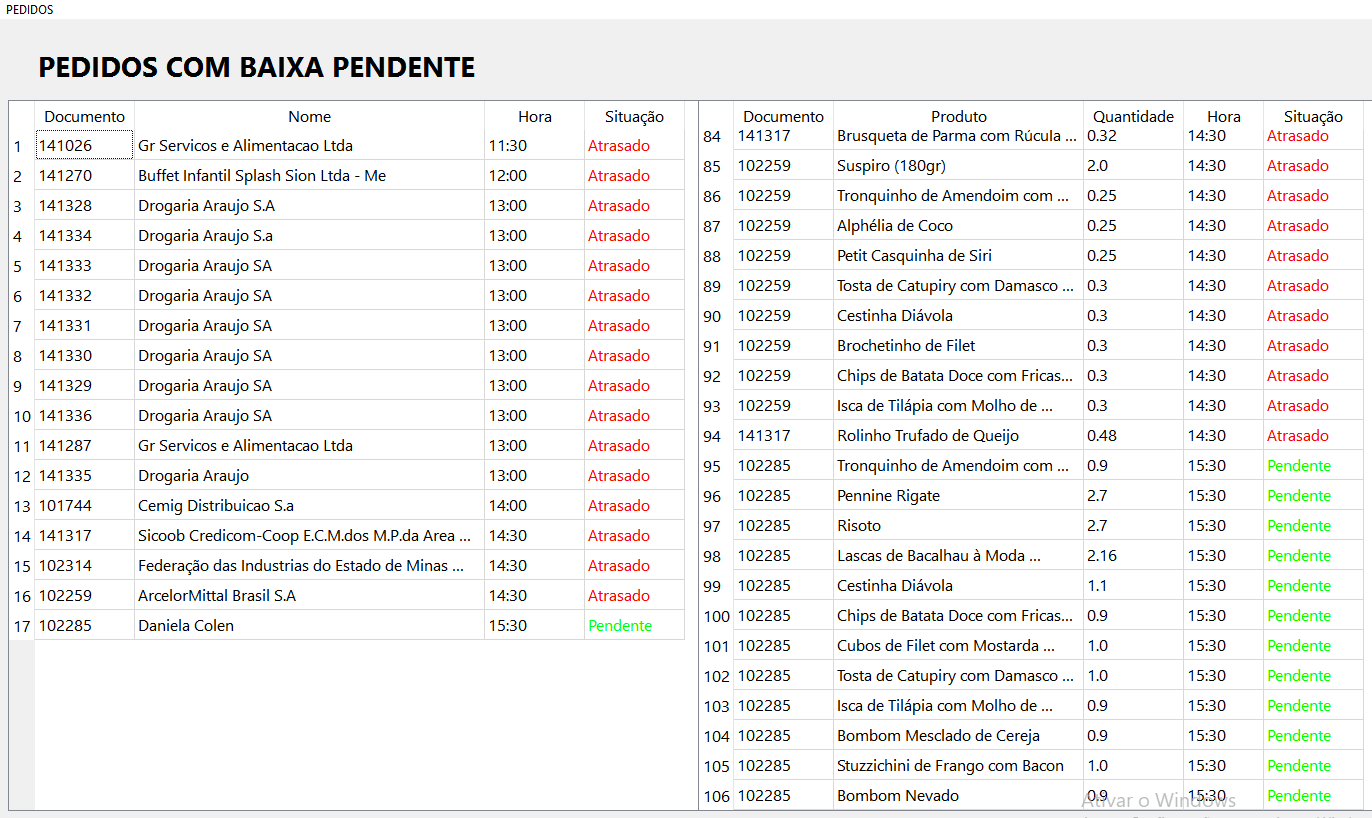 PEDIDOS
PEDIDOS COM BAIXA PENDENTE
Documento Nome Hora Situação
1 141026 Gr Servicos e Alimentacao Ltda 11:30 Atrasado
2 141270 Buffet Infantil Splash Sion Ltda - Me 12:00 Atrasado
3 141328 Drogaria Araujo S.A 13:00 Atrasado
4 141334 Drogaria Araujo S.a 13:00 Atrasado
5 141333 Drogaria Araujo SA 13:00 Atrasado
6 141332 Drogaria Araujo SA 13:00 Atrasado
7 141331 Drogaria Araujo SA 13:00 Atrasado
8 141330 Drogaria Araujo SA 13:00 Atrasado
9 141329 Drogaria Araujo SA 13:00 Atrasado
10 141336 Drogaria Araujo SA 13:00 Atrasado
11 141287 Gr Servicos e Alimentacao Ltda 13:00 Atrasado
12 141335 Drogaria Araujo 13:00 Atrasado
13 101744 Cemig Distribuicao S.a 14:00 Atrasado
14 141317 Sicoob Credicom-Coop E.C.M.dos M.P.da Area ... 14:30 Atrasado
15 102314 Federação das Industrias do Estado de Minas ... 14:30 Atrasado
16 102259 ArcelorMittal Brasil S.A 14:30 Atrasado
17 102285 Daniela Colen 15:30 Pendente
Documento Produto Quantidade Hora Situação
84 141317 Brusqueta de Parma com Rúcula ... 0.32 14:30 Atrasado
85 102259 Suspiro (180gr) 2.0 14:30 Atrasado
86 102259 Tronquinho de Amendoim com ... 0.25 14:30 Atrasado
87 102259 Alphélia de Coco 0.25 14:30 Atrasado
88 102259 Petit Casquinha de Siri 0.25 14:30 Atrasado
89 102259 Tosta de Catupiry com Damasco ... 0.3 14:30 Atrasado
90 102259 Cestinha Diávola 0.3 14:30 Atrasado
91 102259 Brochetinho de Filet 0.3 14:30 Atrasado
92 102259 Chips de Batata Doce com Fricas... 0.3 14:30 Atrasado
93 102259 Isca de Tilápia com Molho de ... 0.3 14:30 Atrasado
94 141317 Rolinho Trufado de Queijo 0.48 14:30 Atrasado
95 102285 Tronquinho de Amendoim com ... 0.9 15:30 Pendente
96 102285 Pennine Rigate 2.7 15:30 Pendente
97 102285 Risoto 2.7 15:30 Pendente
98 102285 Lascas de Bacalhau à Moda ... 2.16 15:30 Pendente
99 102285 Cestinha Diávola 1.1 15:30 Pendente
100 102285 Chips de Batata Doce com Fricas... 0.9 15:30 Pendente
101 102285 Cubos de Filet com Mostarda ... 1.0 15:30 Pendente
102 102285 Tosta de Catupiry com Damasco ... 1.0 15:30 Pendente
103 102285 Isca de Tilápia com Molho de ... 0.9 15:30 Pendente
104 102285 Bombom Mesclado de Cereja 0.9 15:30 Pendente
105 102285 Stuzzichini de Frango com Bacon 1.0 15:30 Pendente
106 102285 Bombom Nevado 0.9 15:30 Pendente
Ativar o Windows